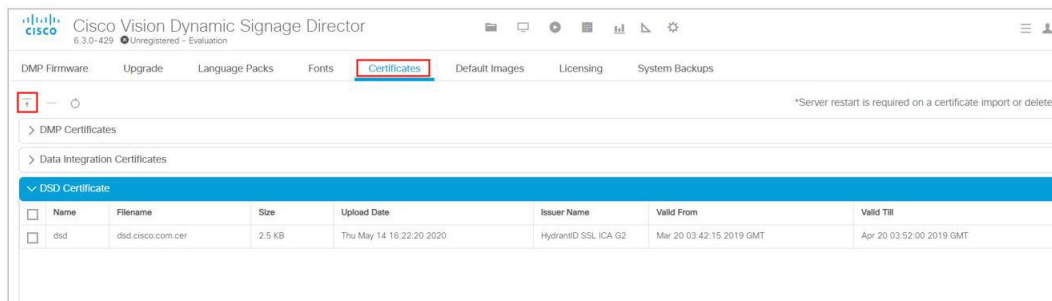 CISCO Cisco Vision Dynamic Signage Director
6.3.0-429 Unregistered - Evaluation
DMP Firmware Upgrade Language Packs Fonts Certificates Default Images Licensing System Backups
*Server restart is required on a certificate import or delete
DMP Certificates
Data Integration Certificates
DSD Certificate
Name Filename Size Upload Date Issuer Name Valid From Valid Till
dsd dsd.cisco.com.cer 2.5 KB Thu May 14 16:22:20 2020 HydrantID SSL ICA G2 Mar 20 03:42:15 2019 GMT Apr 20 03:52:00 2019 GMT